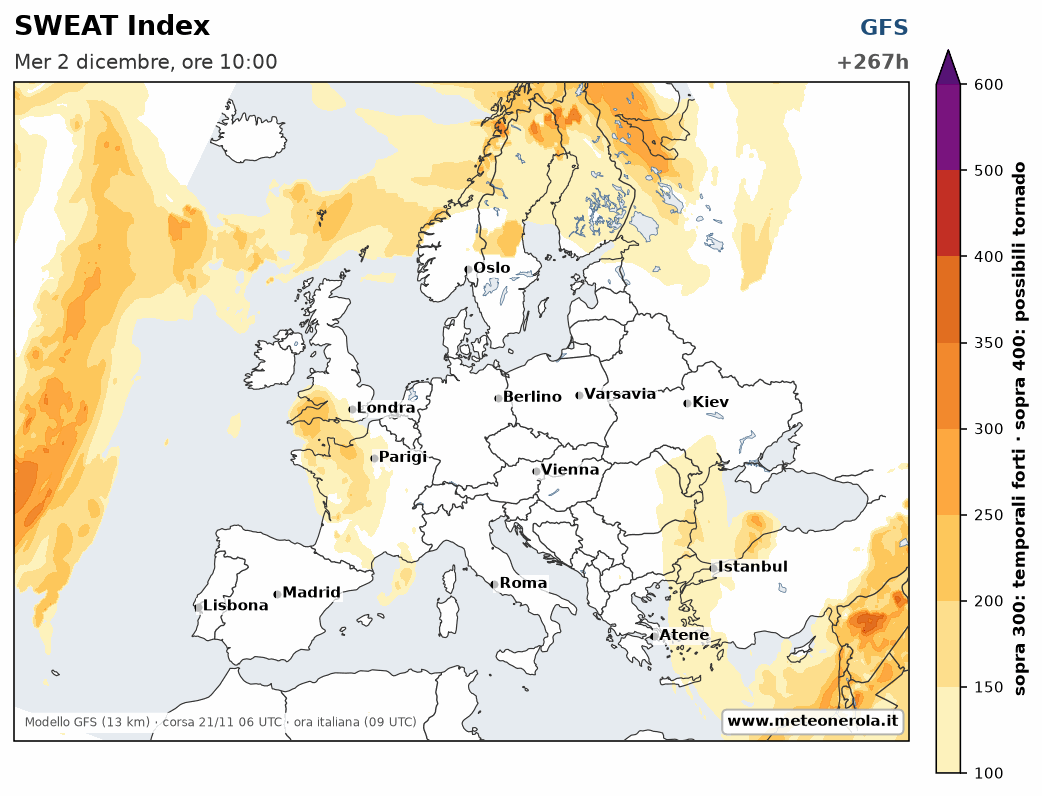 SWEAT Index
GFS
Mer 2 dicembre, ore 10:00
+267h
Oslo
Londra
Berlino
Varsavia
Kiev
Parigi
Vienna
Istanbul
Roma
Madrid
Lisbona
Atene
Modello GFS (13 km) · corsa 21/11 06 UTC · ora italiana (09 UTC)
www.meteonerola.it
600
500
400
350
300
250
200
150
100
sopra 300: temporali forti · sopra 400: possibili tornado